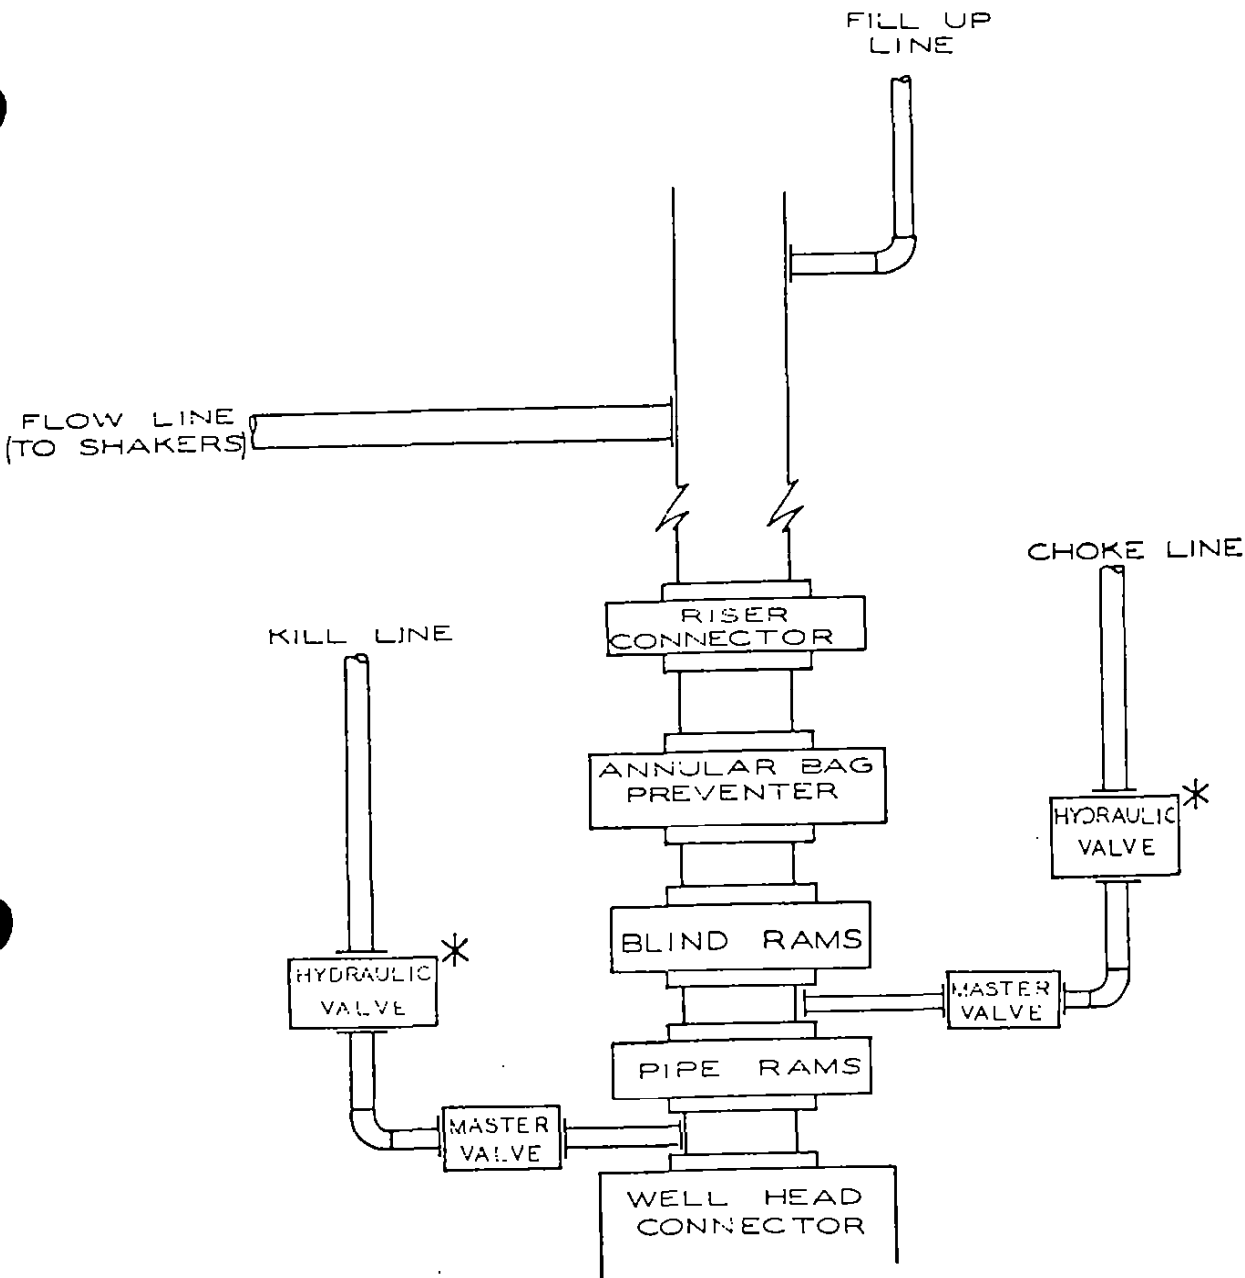 FILL UP
LINE
FLOW LINE
(TO SHAKERS)
CHOKE LINE
RISER
CONNECTOR
KILL LINE
ANNULAR BAG
PREVENTER
HYDRAULIC *
VALVE
BLIND RAMS
HYDRAULIC *
VALVE
MASTER
VALVE
PIPE RAMS
MASTER
VALVE
WELL HEAD
CONNECTOR